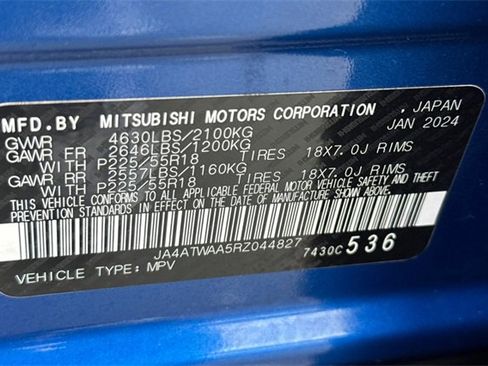 MFD.BY MITSUBISHI MOTORS CORPORATION . JAPAN
GVWR 4630LBS/2100KG JAN 2024
GAWR FR 2646LBS/1200KG
WITH P225/55R18 TIRES 18X7.0J RIMS
GAWR RR 2557LBS/1160KG
WITH P225/55R18 TIRES 18X7.0J RIMS
THIS VEHICLE CONFORMS TO ALL APPLICABLE FEDERAL MOTOR VEHICLE SAFETY AND THEFT
PREVENTION STANDARDS IN EFFECT ON THE DATE OF MANUFACTURE SHOWN ABOVE.
JA4ATWAA5RZ044827 7430C 536
VEHICLE TYPE: MPV